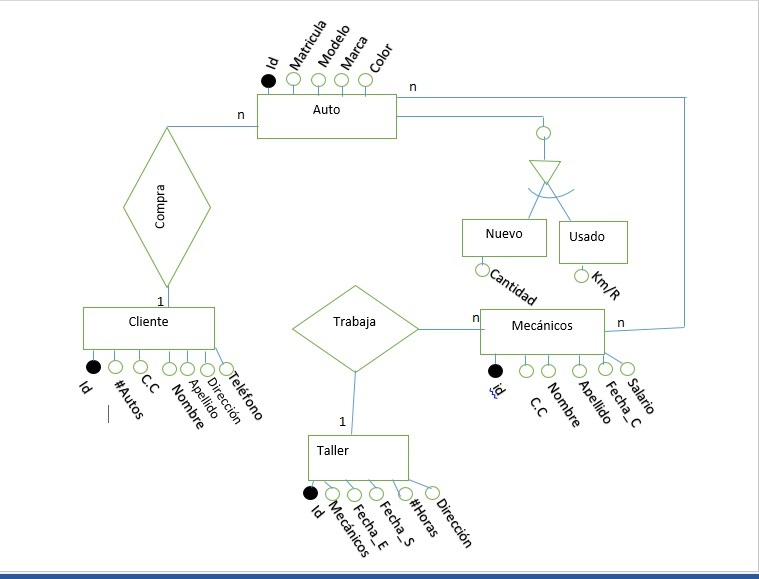 Id
Matricula
Modelo
Marca
Color
n
n
Auto
Compra
Nuevo
Usado
Cantidad
Km/R
1
Cliente
Trabaja
n
Mecánicos
n
Id
#Autos
C.C
Nombre
Apellido
Dirección
Teléfono
id
C.C
Nombre
Apellido
Fecha_C
Salario
1
Taller
Id
Mecánicos
Fecha_E
Fecha_S
#Horas
Dirección